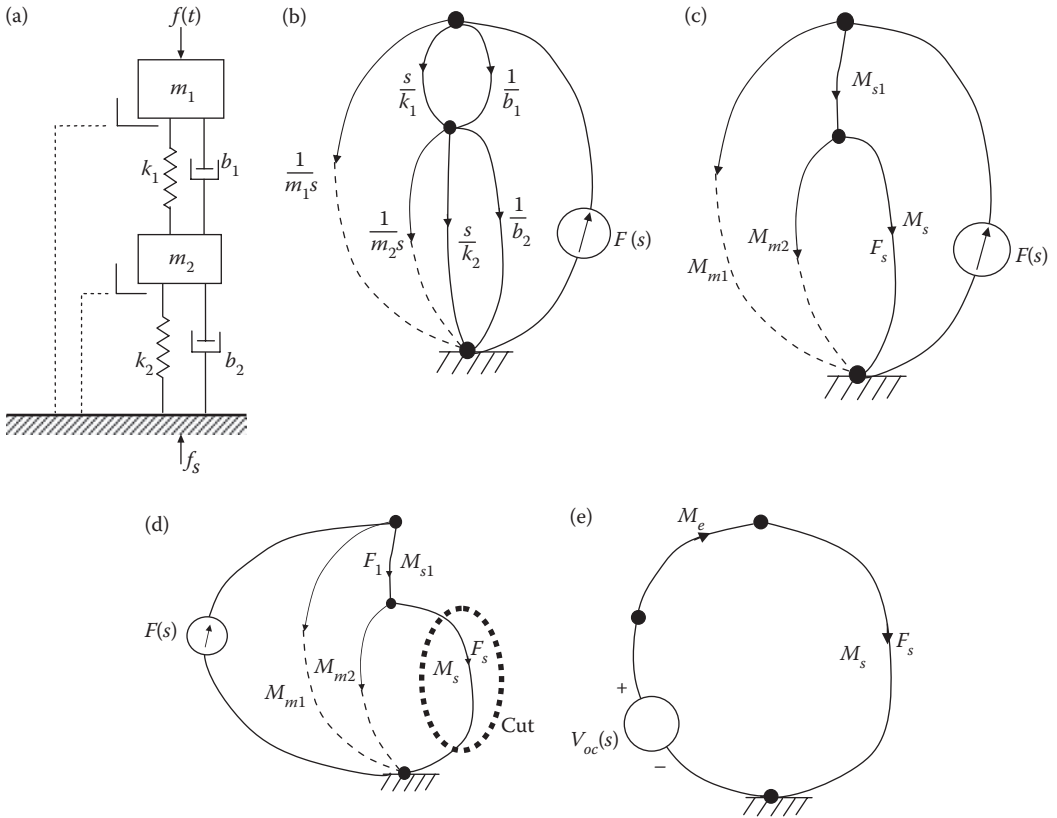 (a)
f(t)
m₁
k₁
b₁
m₂
k₂
b₂
fₛ
(b)
s/k₁
1/b₁
1/m₁s
1/m₂s
s/k₂
1/b₂
F(s)
(c)
Mₛ₁
Mₘ₁
Mₘ₂
Mₛ
Fₛ
F(s)
(d)
F(s)
F₁
Mₛ₁
Mₘ₁
Mₘ₂
Mₛ
Fₛ
Cut
(e)
Mₑ
+
V_oc(s)
−
Mₛ
Fₛ